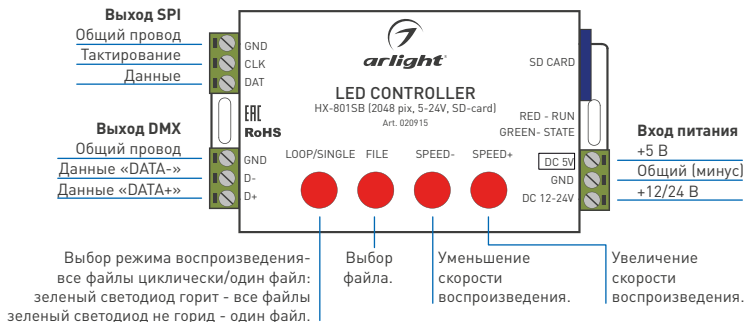 Выход SPI
Общий провод
Тактирование
Данные
GND
CLK
DAT
arlight
SD CARD
LED CONTROLLER
HX-801SB (2048 pix, 5-24V, SD-card)
Art. 020915
EAC
RoHS
RED - RUN
GREEN- STATE
Выход DMX
Общий провод
Данные «DATA-»
Данные «DATA+»
GND
D-
D+
LOOP/SINGLE
FILE
SPEED-
SPEED+
DC 5V
GND
DC 12-24V
Вход питания
+5 В
Общий (минус)
+12/24 В
Выбор режима воспроизведения-
все файлы циклически/один файл:
зеленый светодиод горит - все файлы
зеленый светодиод не горид - один файл.
Выбор
файла.
Уменьшение
скорости
воспроизведения.
Увеличение
скорости
воспроизведения.